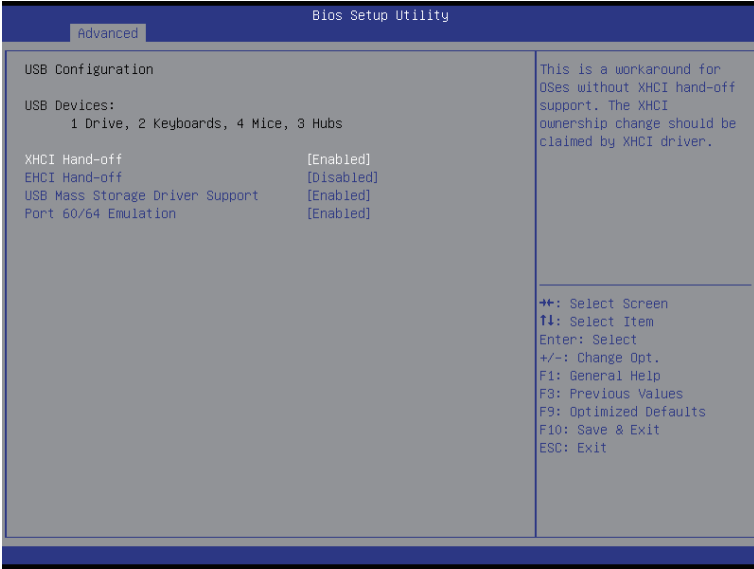 Bios Setup Utility
Advanced
USB Configuration
USB Devices:
1 Drive, 2 Keyboards, 4 Mice, 3 Hubs
XHCI Hand-off [Enabled]
EHCI Hand-off [Disabled]
USB Mass Storage Driver Support [Enabled]
Port 60/64 Emulation [Enabled]
This is a workaround for
OSes without XHCI hand-off
support. The XHCI
ownership change should be
claimed by XHCI driver.
→←: Select Screen
↑↓: Select Item
Enter: Select
+/-: Change Opt.
F1: General Help
F3: Previous Values
F9: Optimized Defaults
F10: Save & Exit
ESC: Exit